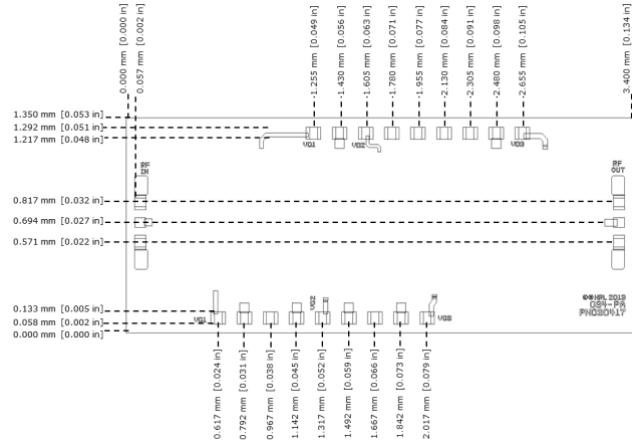 0.000 mm [0.000 in]
0.057 mm [0.002 in]
1.255 mm [0.049 in]
1.430 mm [0.056 in]
1.605 mm [0.063 in]
1.780 mm [0.071 in]
1.955 mm [0.077 in]
2.130 mm [0.084 in]
2.305 mm [0.091 in]
2.480 mm [0.098 in]
2.655 mm [0.105 in]
3.400 mm [0.134 in]
1.350 mm [0.053 in]
1.292 mm [0.051 in]
1.217 mm [0.048 in]
VD1
VD2
VD3
RF
IN
RF
OUT
0.817 mm [0.032 in]
0.694 mm [0.027 in]
0.571 mm [0.022 in]
0.133 mm [0.005 in]
0.058 mm [0.002 in]
0.000 mm [0.000 in]
VG1
VG2
VG3
HRL 2013
PN030417
0.617 mm [0.024 in]
0.792 mm [0.031 in]
0.967 mm [0.038 in]
1.142 mm [0.045 in]
1.317 mm [0.052 in]
1.492 mm [0.059 in]
1.667 mm [0.066 in]
1.842 mm [0.073 in]
2.017 mm [0.079 in]